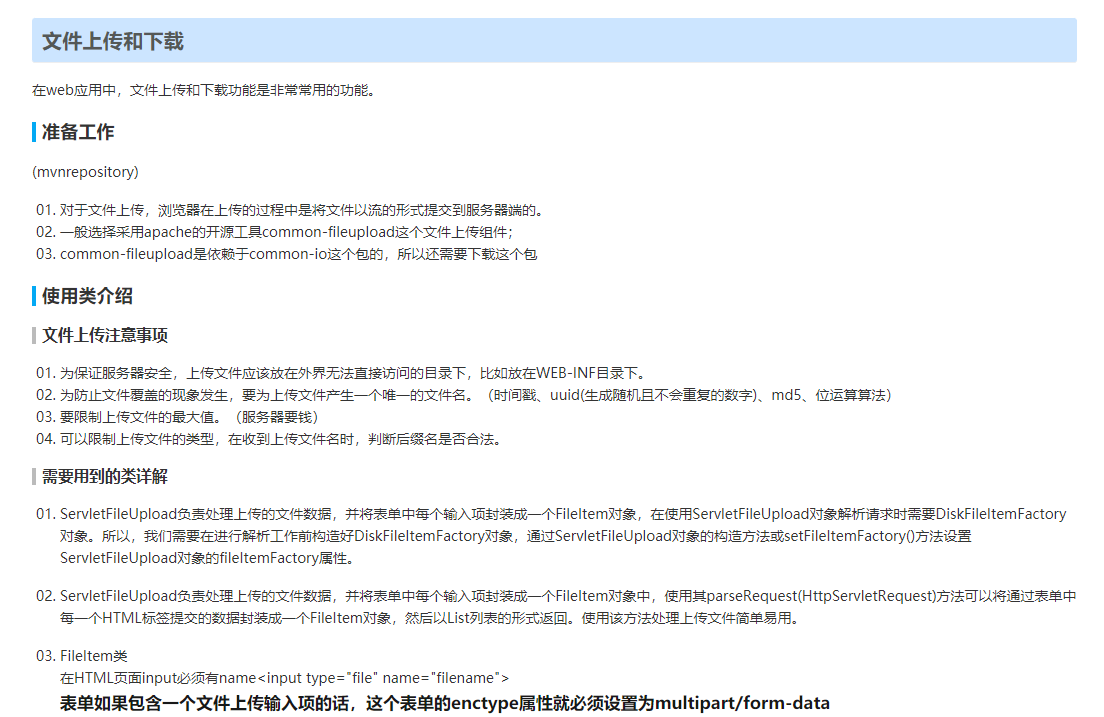 文件上传和下载
在web应用中，文件上传和下载功能是非常常用的功能。
准备工作
(mvnrepository)
01. 对于文件上传，浏览器在上传的过程中是将文件以流的形式提交到服务器端的。
02. 一般选择采用apache的开源工具common-fileupload这个文件上传组件；
03. common-fileupload是依赖于common-io这个包的，所以还需要下载这个包
使用类介绍
文件上传注意事项
01. 为保证服务器安全，上传文件应该放在外界无法直接访问的目录下，比如放在WEB-INF目录下。
02. 为防止文件覆盖的现象发生，要为上传文件产生一个唯一的文件名。（时间戳、uuid(生成随机且不会重复的数字)、md5、位运算算法）
03. 要限制上传文件的最大值。（服务器要钱）
04. 可以限制上传文件的类型，在收到上传文件名时，判断后缀名是否合法。
需要用到的类详解
01. ServletFileUpload负责处理上传的文件数据，并将表单中每个输入项封装成一个FileItem对象，在使用ServletFileUpload对象解析请求时需要DiskFileItemFactory
对象。所以，我们需要在进行解析工作前构造好DiskFileItemFactory对象，通过ServletFileUpload对象的构造方法或setFileItemFactory()方法设置
ServletFileUpload对象的fileItemFactory属性。
02. ServletFileUpload负责处理上传的文件数据，并将表单中每个输入项封装成一个FileItem对象中，使用其parseRequest(HttpServletRequest)方法可以将通过表单中
每一个HTML标签提交的数据封装成一个FileItem对象，然后以List列表的形式返回。使用该方法处理上传文件简单易用。
03. FileItem类
在HTML页面input必须有name<input type="file" name="filename">
表单如果包含一个文件上传输入项的话，这个表单的enctype属性就必须设置为multipart/form-data